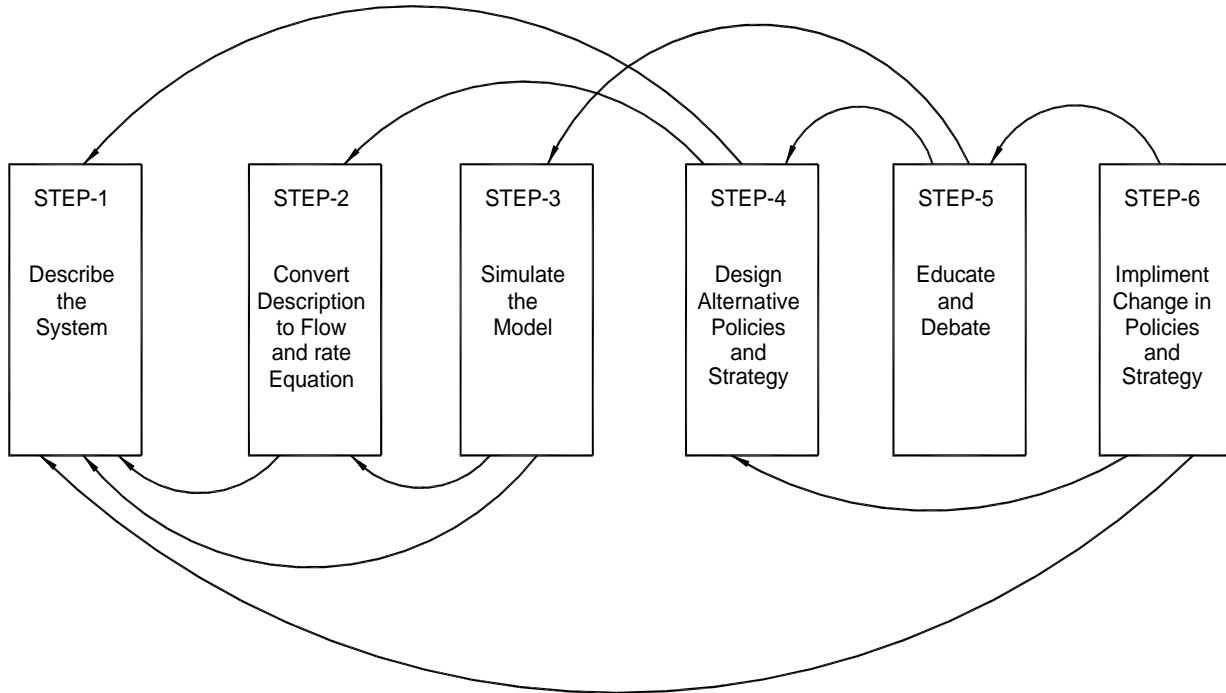 STEP-1
Describe
the
System
STEP-2
Convert
Description
to Flow
and rate
Equation
STEP-3
Simulate
the
Model
STEP-4
Design
Alternative
Policies
and
Strategy
STEP-5
Educate
and
Debate
STEP-6
Impliment
Change in
Policies
and
Strategy